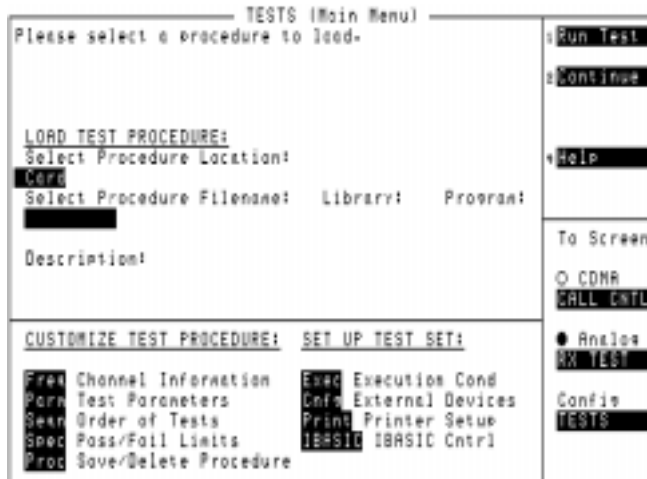 TESTS (Main Menu)
Please select a procedure to load.
LOAD TEST PROCEDURE:
Select Procedure Location:
Card
Select Procedure Filename: Library: Program:
Description:
CUSTOMIZE TEST PROCEDURE:
Freq Channel Information
Parm Test Parameters
Seqn Order of Tests
Spec Pass/Fail Limits
Proc Save/Delete Procedure
SET UP TEST SET:
Exec Execution Cond
Cnfg External Devices
Print Printer Setup
IBASIC IBASIC Cntrl
1 Run Test
2 Continue
4 Help
To Screen
CDMA
CALL CNTL
Analog
RX TEST
Config
TESTS